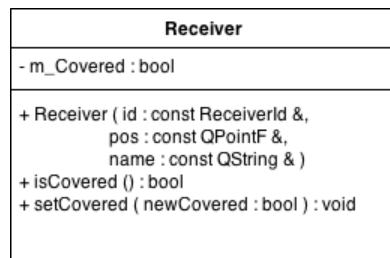 Receiver
- m_Covered : bool
+ Receiver ( id : const ReceiverId &,
pos : const QPointF &,
name : const QString & )
+ isCovered () : bool
+ setCovered ( newCovered : bool ) : void